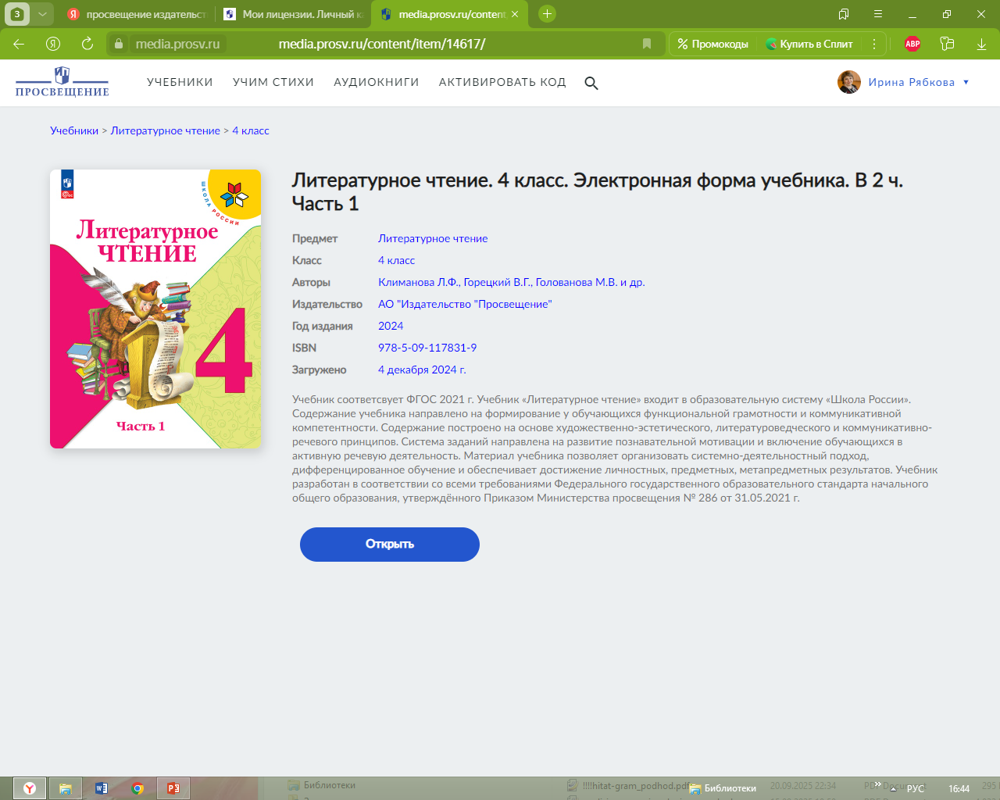 3
просвещение издательст
Мои лицензии. Личный к
media.prosv.ru/content
media.prosv.ru
media.prosv.ru/content/item/14617/
Промокоды
Купить в Сплит
ABP
ПРОСВЕЩЕНИЕ
УЧЕБНИКИ
УЧИМ СТИХИ
АУДИОКНИГИ
АКТИВИРОВАТЬ КОД
Ирина Рябкова
Учебники > Литературное чтение > 4 класс
ШКОЛА РОССИИ
Литературное
ЧТЕНИЕ
4
Часть 1
Литературное чтение. 4 класс. Электронная форма учебника. В 2 ч.
Часть 1
Предмет Литературное чтение
Класс 4 класс
Авторы Климанова Л.Ф., Горецкий В.Г., Голованова М.В. и др.
Издательство АО "Издательство "Просвещение"
Год издания 2024
ISBN 978-5-09-117831-9
Загружено 4 декабря 2024 г.
Учебник соответсвует ФГОС 2021 г. Учебник «Литературное чтение» входит в образовательную систему «Школа России».
Содержание учебника направлено на формирование у обучающихся функциональной грамотности и коммуникативной
компетентности. Содержание построено на основе художественно-эстетического, литературоведческого и коммуникативно-
речевого принципов. Система заданий направлена на развитие познавательной мотивации и включение обучающихся в
активную речевую деятельность. Материал учебника позволяет организовать системно-деятельностный подход,
дифференцированное обучение и обеспечивает достижение личностных, предметных, метапредметных результатов. Учебник
разработан в соответствии со всеми требованиями Федерального государственного образовательного стандарта начального
общего образования, утверждённого Приказом Министерства просвещения № 286 от 31.05.2021 г.
Открыть
Библиотеки
!!!!hitat-gram_podhod.pdf
Библиотеки
20.09.2025 22:34
РУС
16:44
295